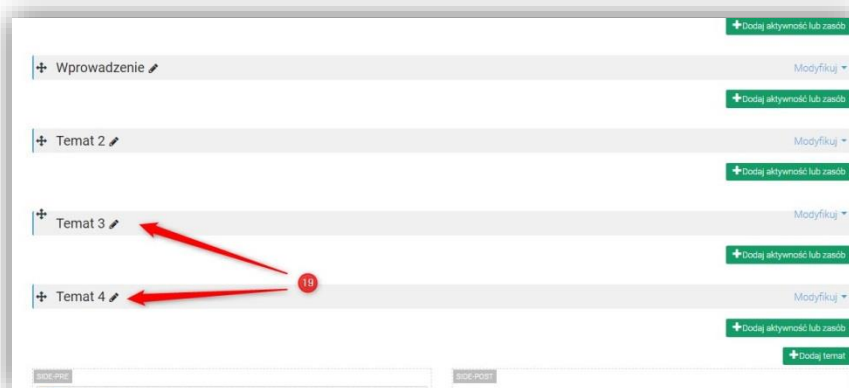 Dodaj aktywność lub zasób
Wprowadzenie Modyfikuj
Dodaj aktywność lub zasób
Temat 2 Modyfikuj
Dodaj aktywność lub zasób
Temat 3 Modyfikuj
Dodaj aktywność lub zasób
19
Temat 4 Modyfikuj
Dodaj aktywność lub zasób
Dodaj temat
SIDE-PRE SIDE-POST